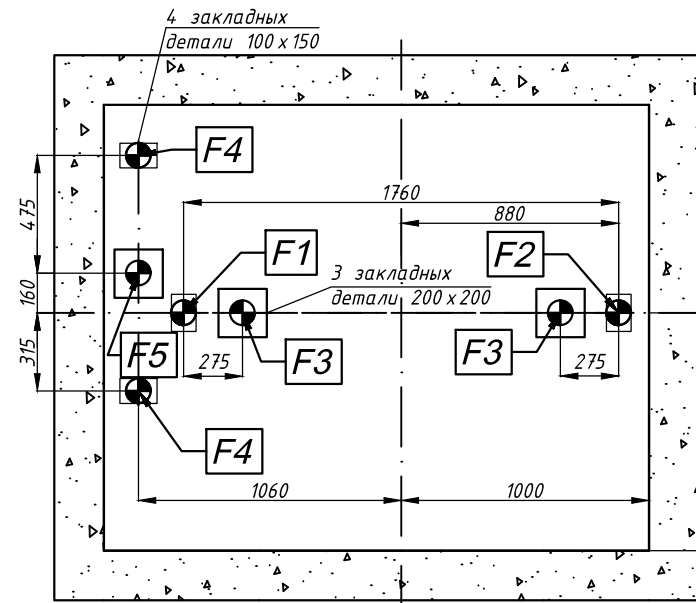 4 закладных
детали 100 x 150
F4
475
1760
880
F1
F2
160
3 закладных
детали 200 x 200
315
F5
275
F3
F3
275
F4
1060
1000